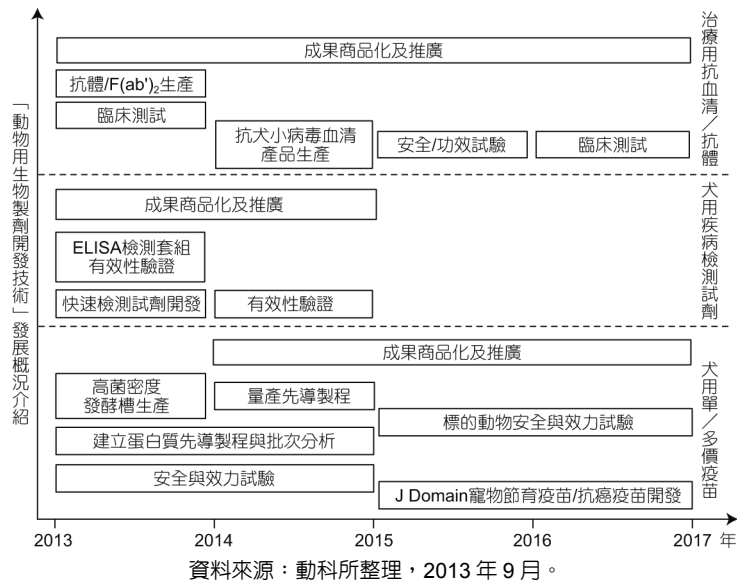 「動物用生物製劑開發技術」發展概況介紹
成果商品化及推廣
抗體/F(ab')₂生產
臨床測試
抗犬小病毒血清
產品生產
安全/功效試驗
臨床測試
治療用抗血清／抗體
成果商品化及推廣
ELISA檢測套組
有效性驗證
快速檢測試劑開發
有效性驗證
犬用疾病檢測試劑
成果商品化及推廣
高菌密度
發酵槽生產
量產先導製程
標的動物安全與效力試驗
建立蛋白質先導製程與批次分析
安全與效力試驗
J Domain寵物節育疫苗/抗癌疫苗開發
犬用單／多價疫苗
2013 2014 2015 2016 2017 年
資料來源：動科所整理，2013 年 9 月。